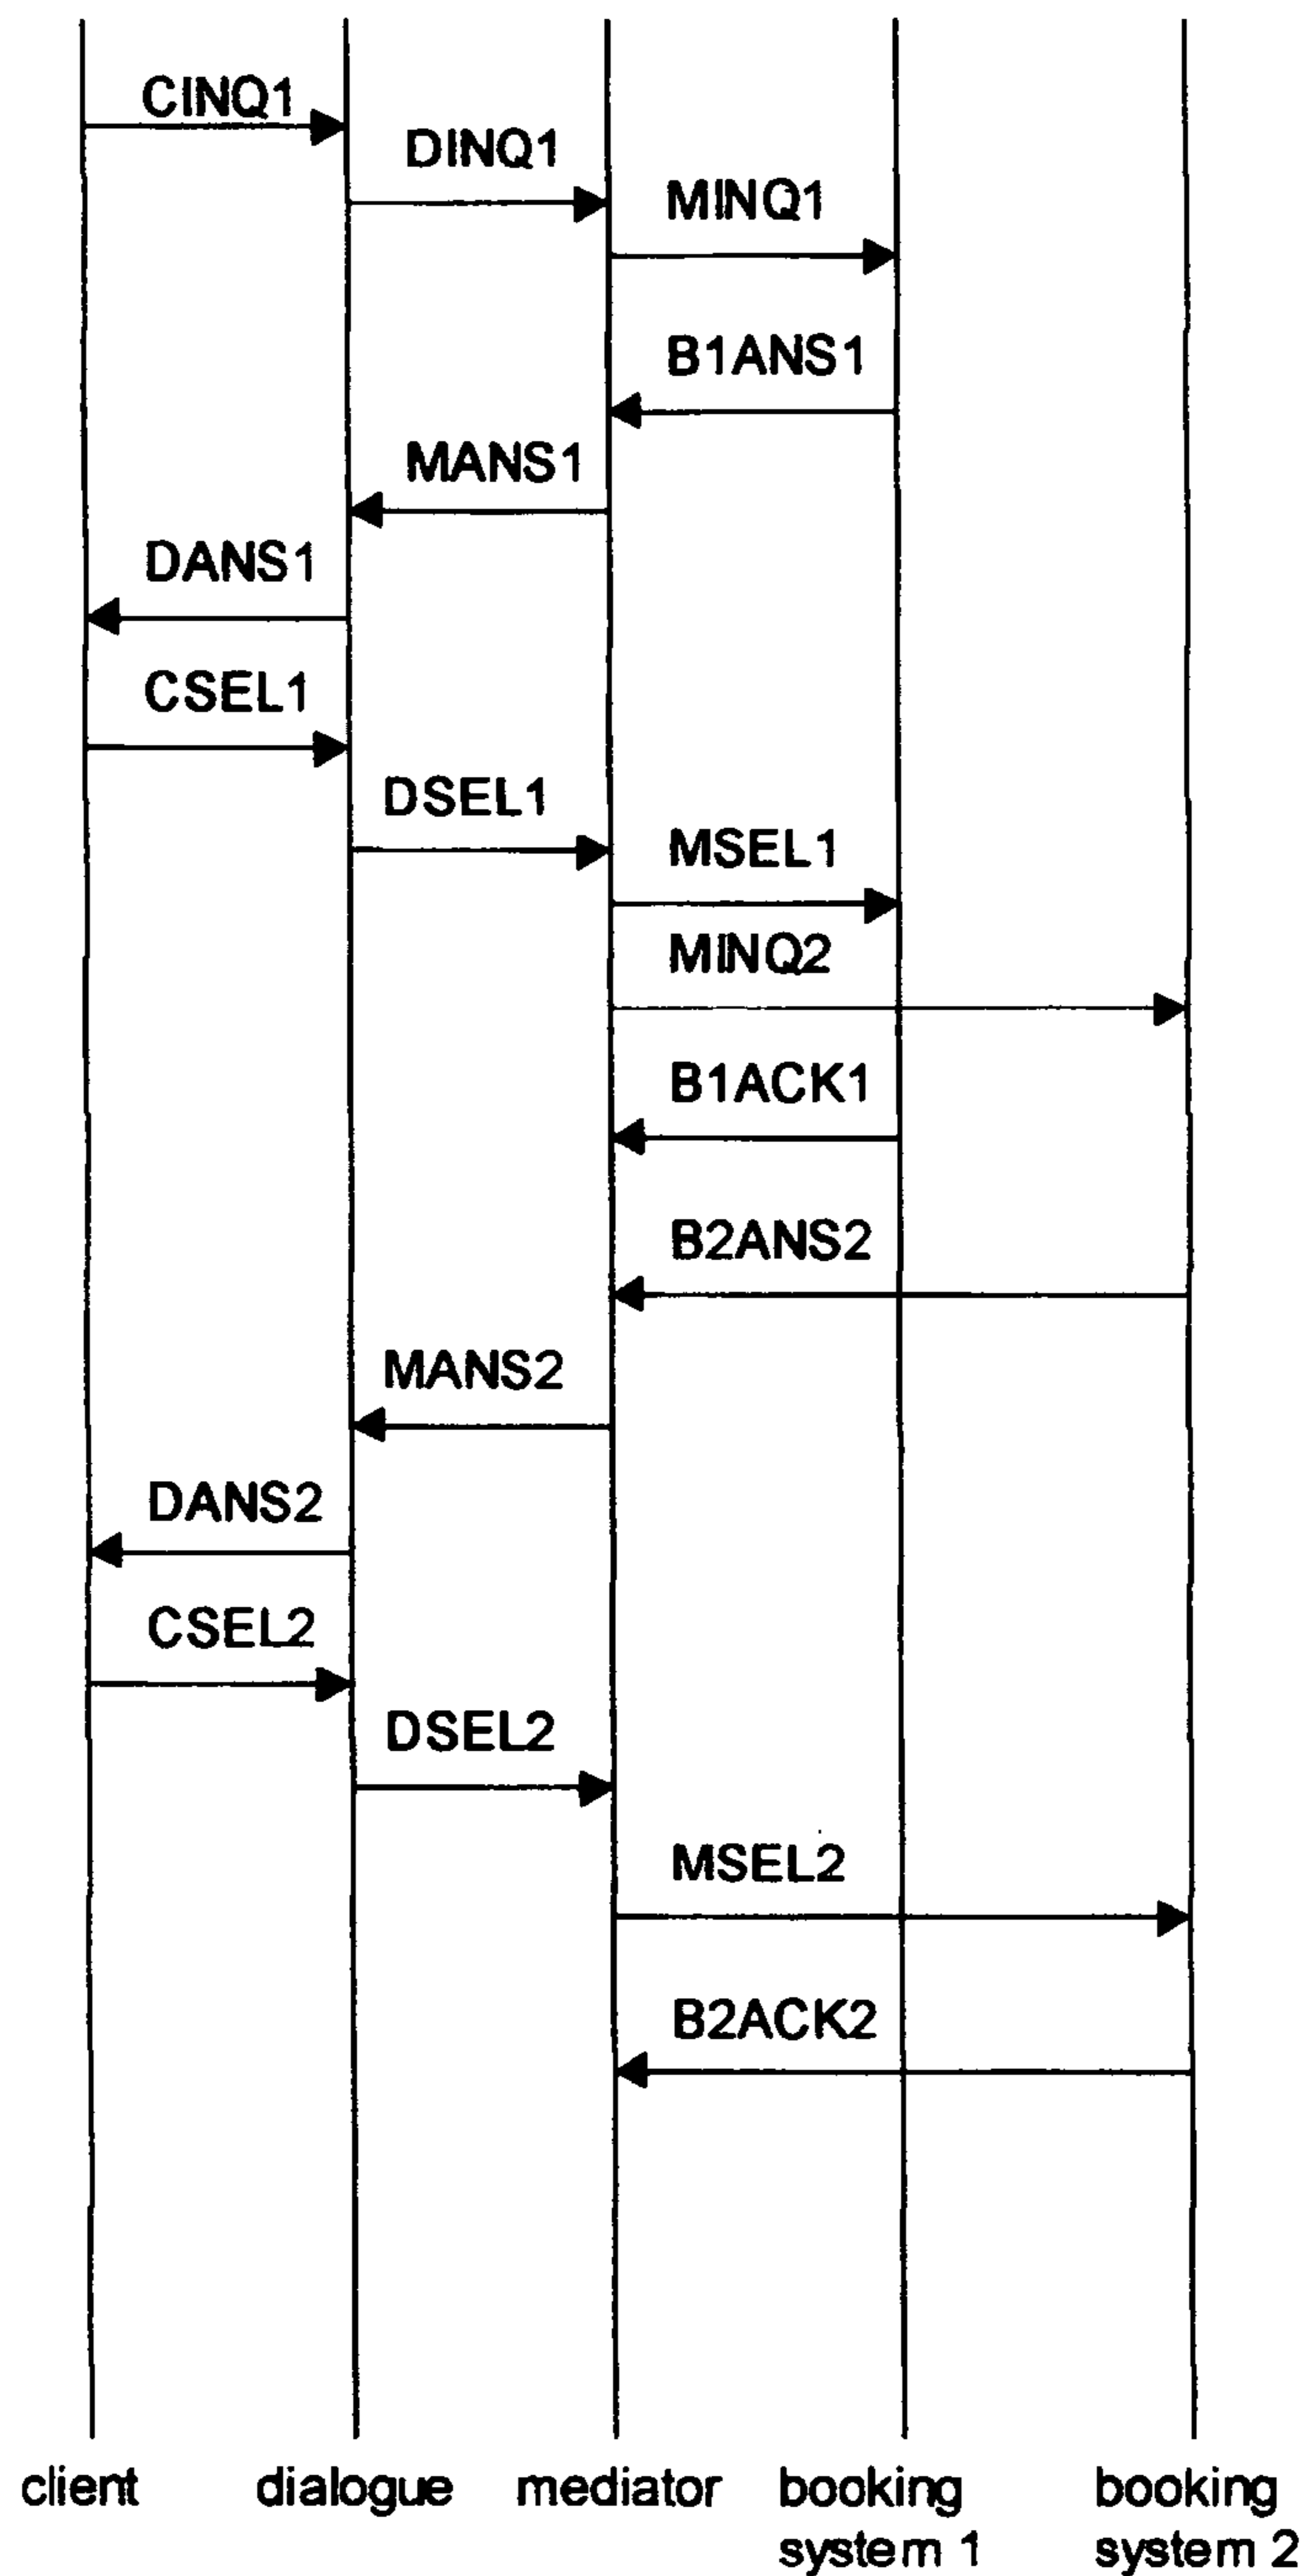 CINQ1
DINQ1
MINQ1
B1ANS1
MANS1
DANS1
CSEL1
DSEL1
MSEL1
MINQ2
B1ACK1
B2ANS2
MANS2
DANS2
CSEL2
DSEL2
MSEL2
B2ACK2
client
dialogue
mediator
booking
system 1
booking
system 2